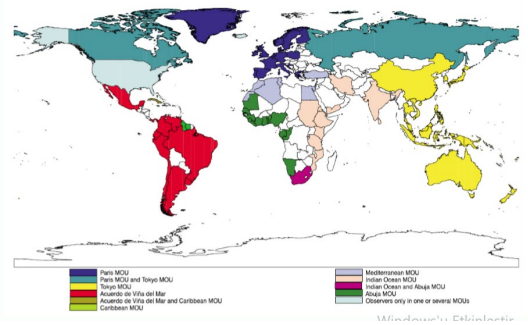 Paris MOU
Paris MOU and Tokyo MOU
Tokyo MOU
Acuerdo de Viña del Mar
Acuerdo de Viña del Mar and Caribbean MOU
Caribbean MOU
Mediterranean MOU
Indian Ocean MOU
Indian Ocean and Abuja MOU
Abuja MOU
Observers only in one or several MOUs
Windows'u Etkinleştir